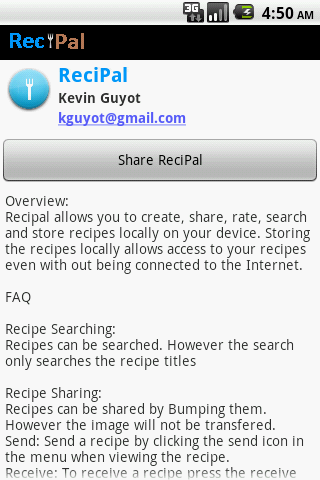 3G 4:50 AM
Rec Pal
ReciPal
Kevin Guyot
kguyot@gmail.com
Share ReciPal
Overview:
Recipal allows you to create, share, rate, search
and store recipes locally on your device. Storing
the recipes locally allows access to your recipes
even with out being connected to the Internet.
FAQ
Recipe Searching:
Recipes can be searched. However the search
only searches the recipe titles
Recipe Sharing:
Recipes can be shared by Bumping them.
However the image will not be transfered.
Send: Send a recipe by clicking the send icon in
the menu when viewing the recipe.
Receive: To receive a recipe press the receive